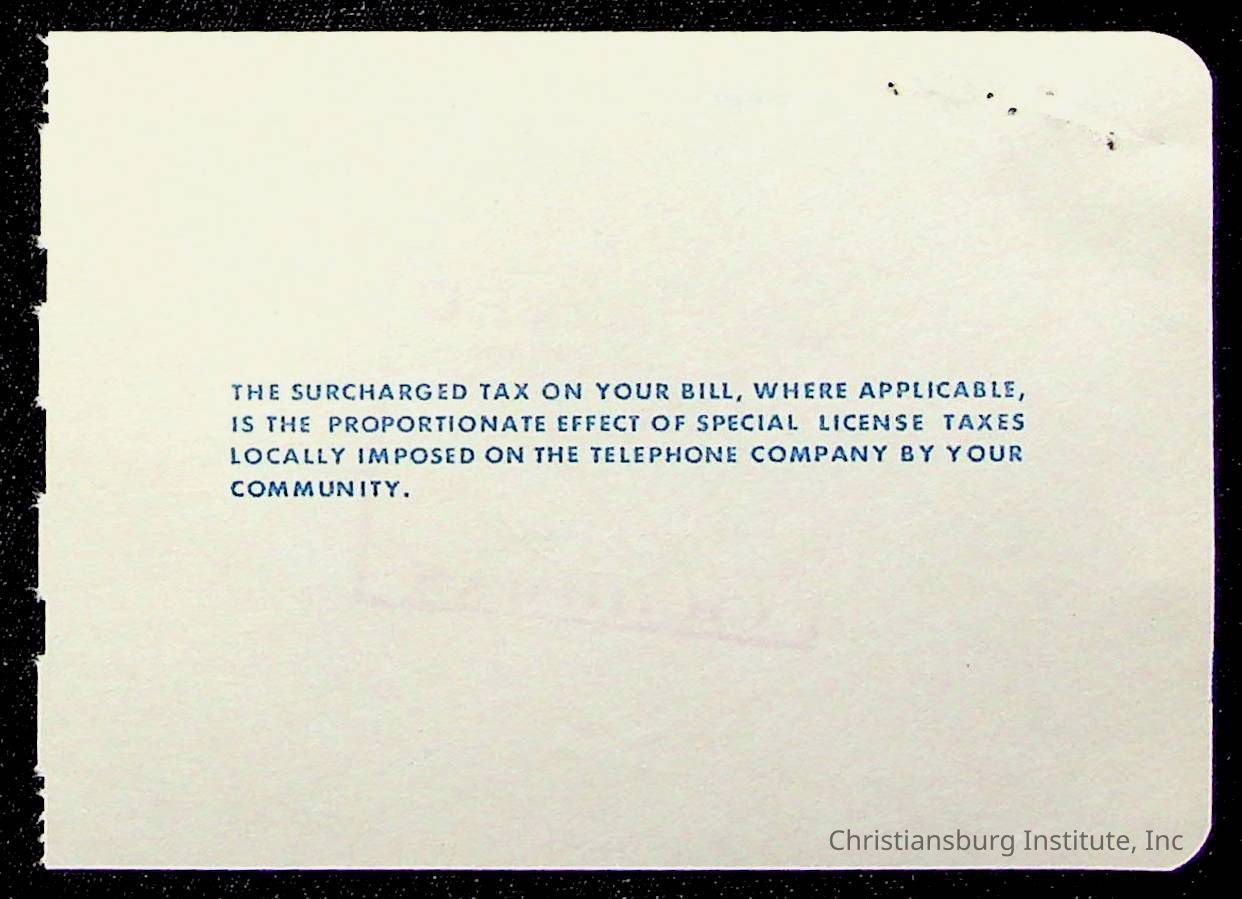 THE SURCHARGED TAX ON YOUR BILL, WHERE APPLICABLE,
IS THE PROPORTIONATE EFFECT OF SPECIAL LICENSE TAXES
LOCALLY IMPOSED ON THE TELEPHONE COMPANY BY YOUR
COMMUNITY.
Christiansburg Institute, Inc